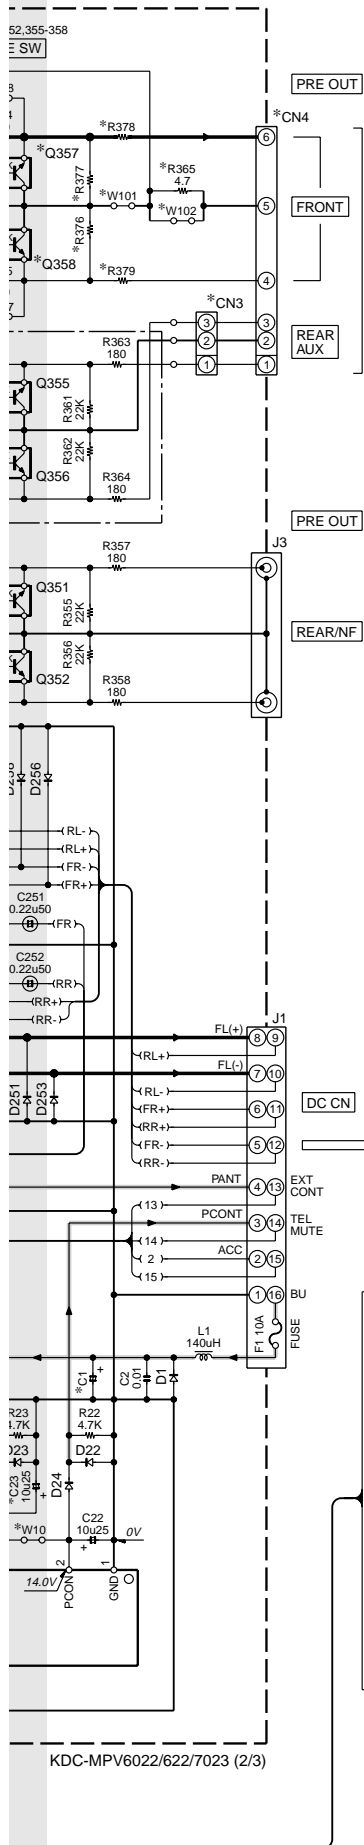 52,355-358
E SW
PRE OUT
*R378
*CN4
6
*Q357
*R377
*R365
4.7
*W101
*W102
5
FRONT
*R376
*Q358
*R379
4
*CN3
3
3
2
2
REAR
AUX
R363
180
1
1
Q355
R361
22K
R362
22K
Q356
R364
180
PRE OUT
R357
180
J3
Q351
R355
22K
REAR/NF
R356
22K
Q352
R358
180
D256
RL-
RL+
FR-
FR+
C251
0.22u50
FR
C252
0.22u50
RR
RR+
RR-
J1
FL(+)
8 9
RL+
FL(-)
7 10
D251
D253
RL-
FR+
6 11
DC CN
RR+
FR-
5 12
RR-
PANT
4 13
EXT
CONT
13
PCONT
3 14
TEL
MUTE
14
ACC
2
2 15
15
1 16
BU
F1 10A
FUSE
L1
140uH
*C1
+
C2
0.01
D1
R23
4.7K
R22
4.7K
D23
D22
*C23
10u25
+
D24
*W10
C22
10u25
+
0V
14.0V
2
PCON
1
GND
KDC-MPV6022/622/7023 (2/3)